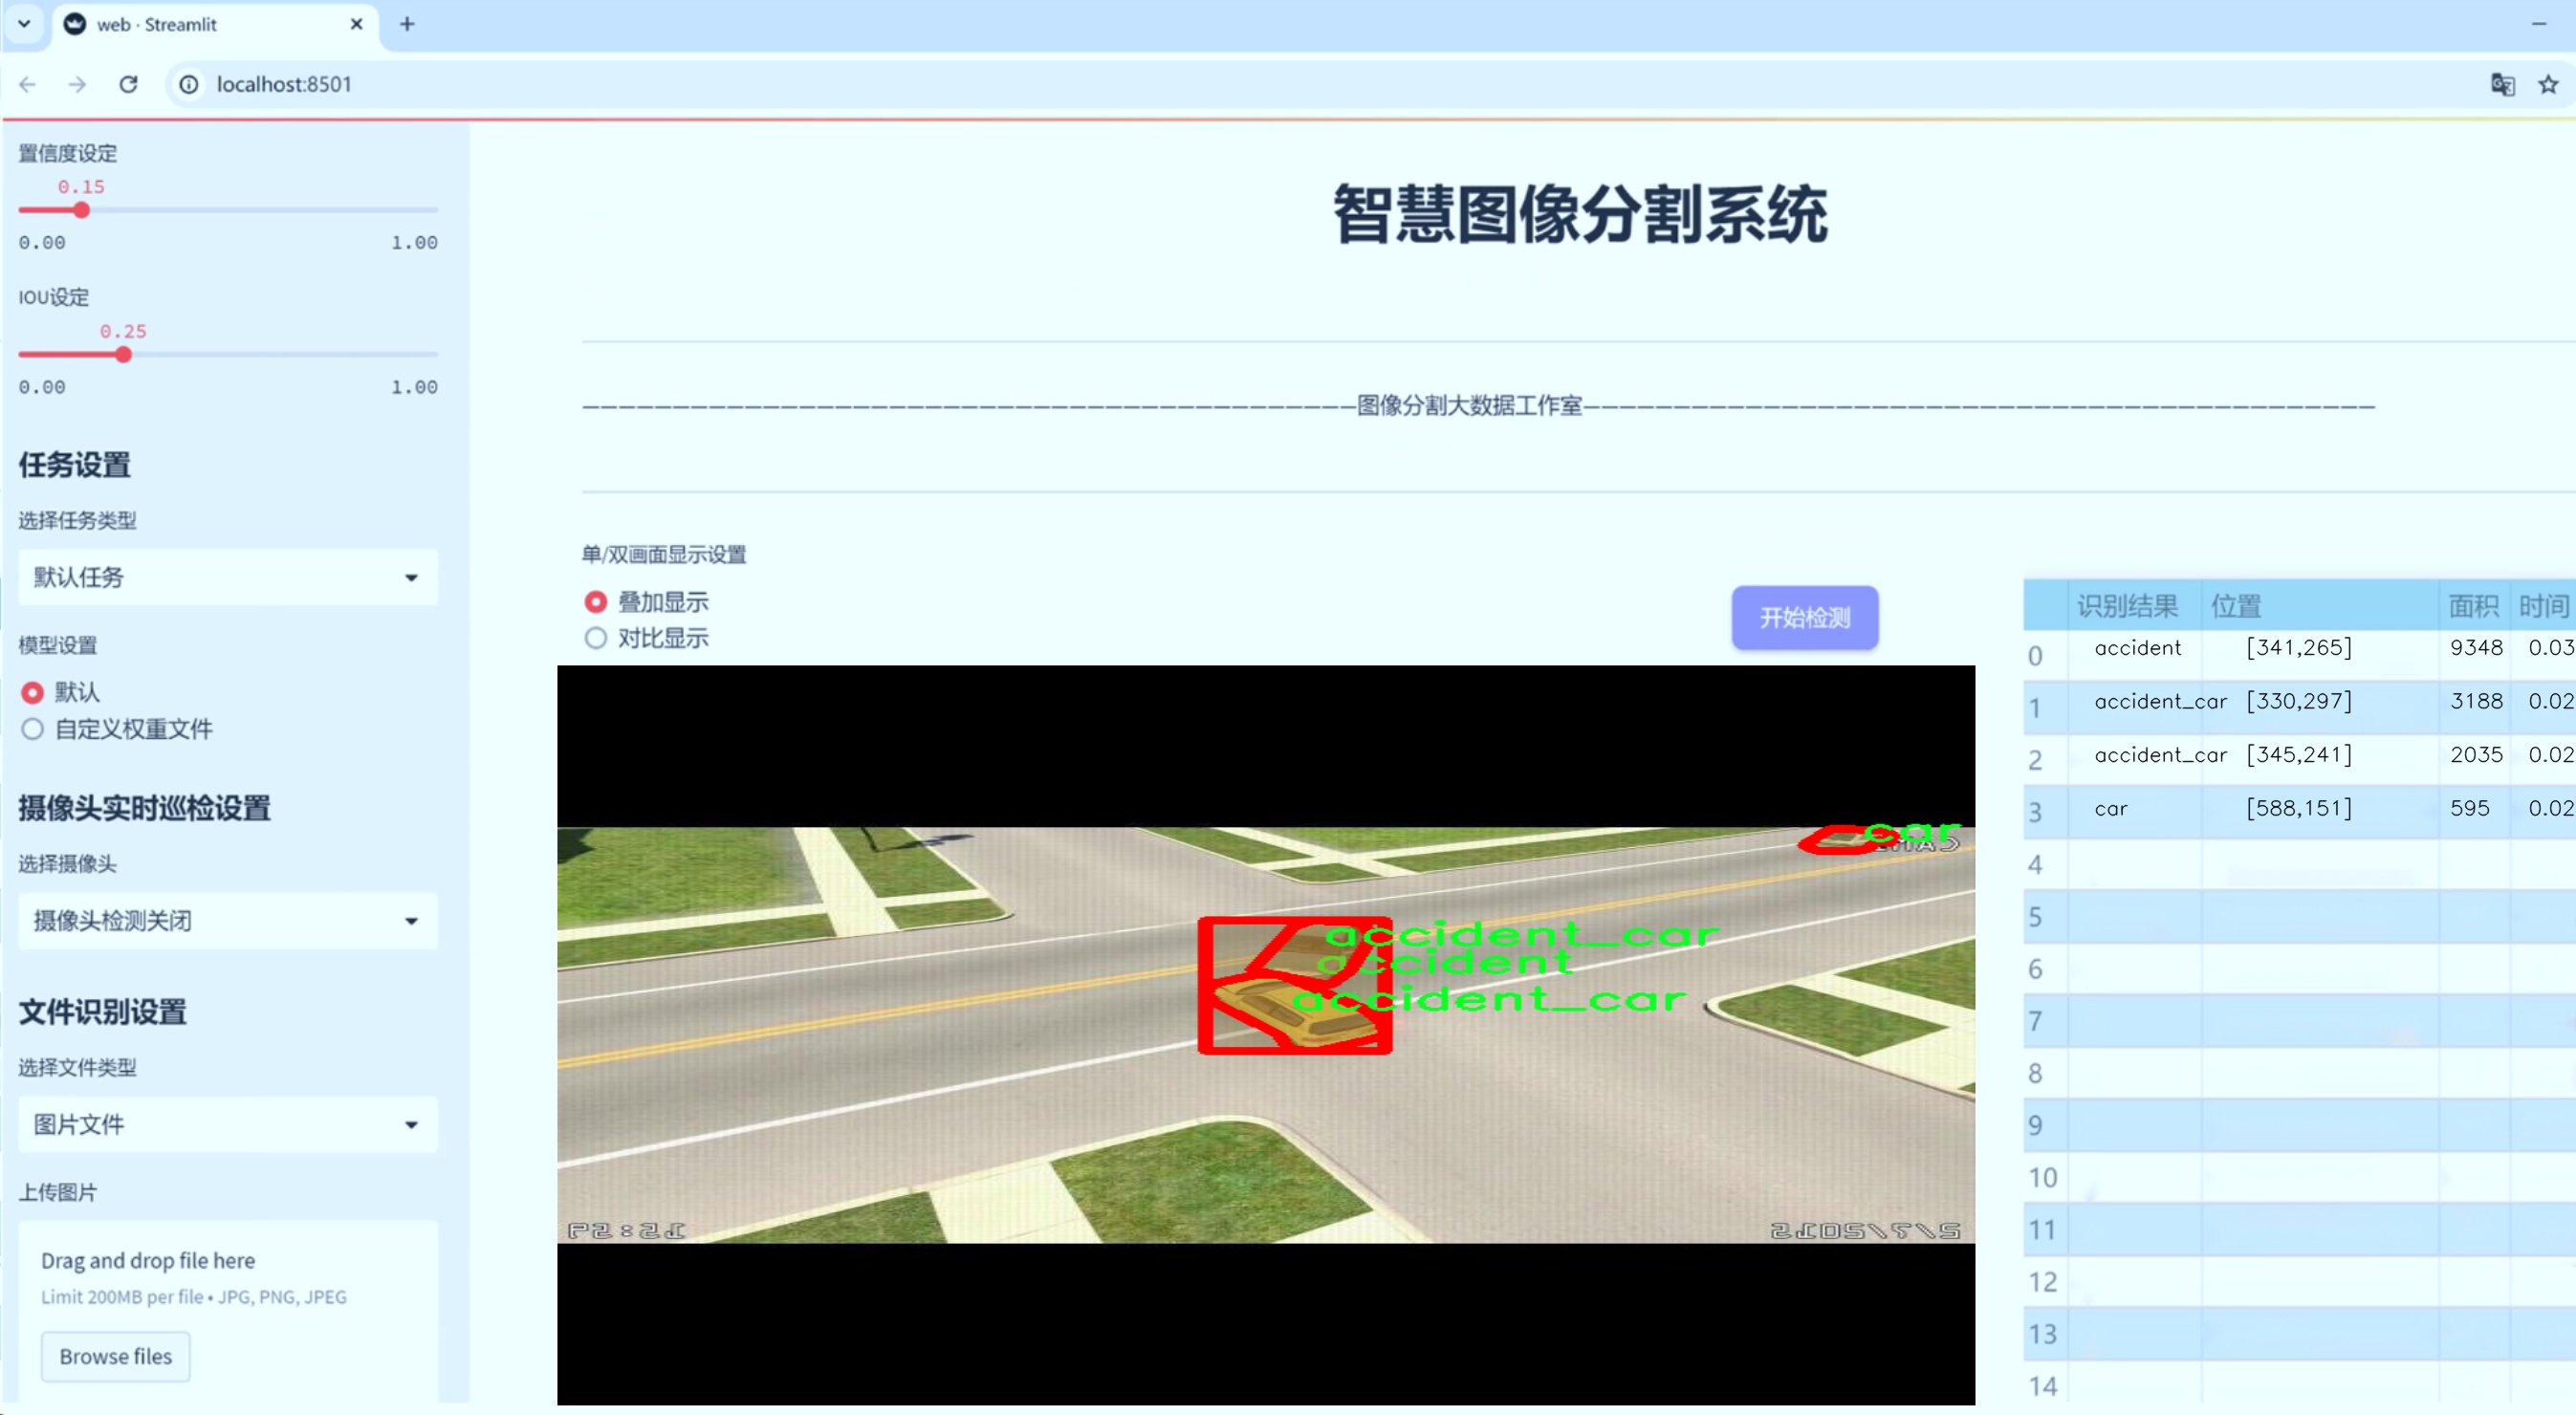 web · Streamlit
localhost:8501
置信度设定
0.15
0.00 1.00
IOU设定
0.25
0.00 1.00
任务设置
选择任务类型
默认任务
模型设置
默认
自定义权重文件
摄像头实时巡检设置
选择摄像头
摄像头检测关闭
文件识别设置
选择文件类型
图片文件
上传图片
Drag and drop file here
Limit 200MB per file • JPG, PNG, JPEG
Browse files
智慧图像分割系统
———————————————————————————————————————————图像分割大数据工作室————————————————————————————————————————————
单/双画面显示设置
叠加显示
对比显示
开始检测
car
accident_car
accident
accident_car
识别结果 位置 面积 时间
0 accident [341,265] 9348 0.03
1 accident_car [330,297] 3188 0.02
2 accident_car [345,241] 2035 0.02
3 car [588,151] 595 0.02
4
5
6
7
8
9
10
11
12
13
14